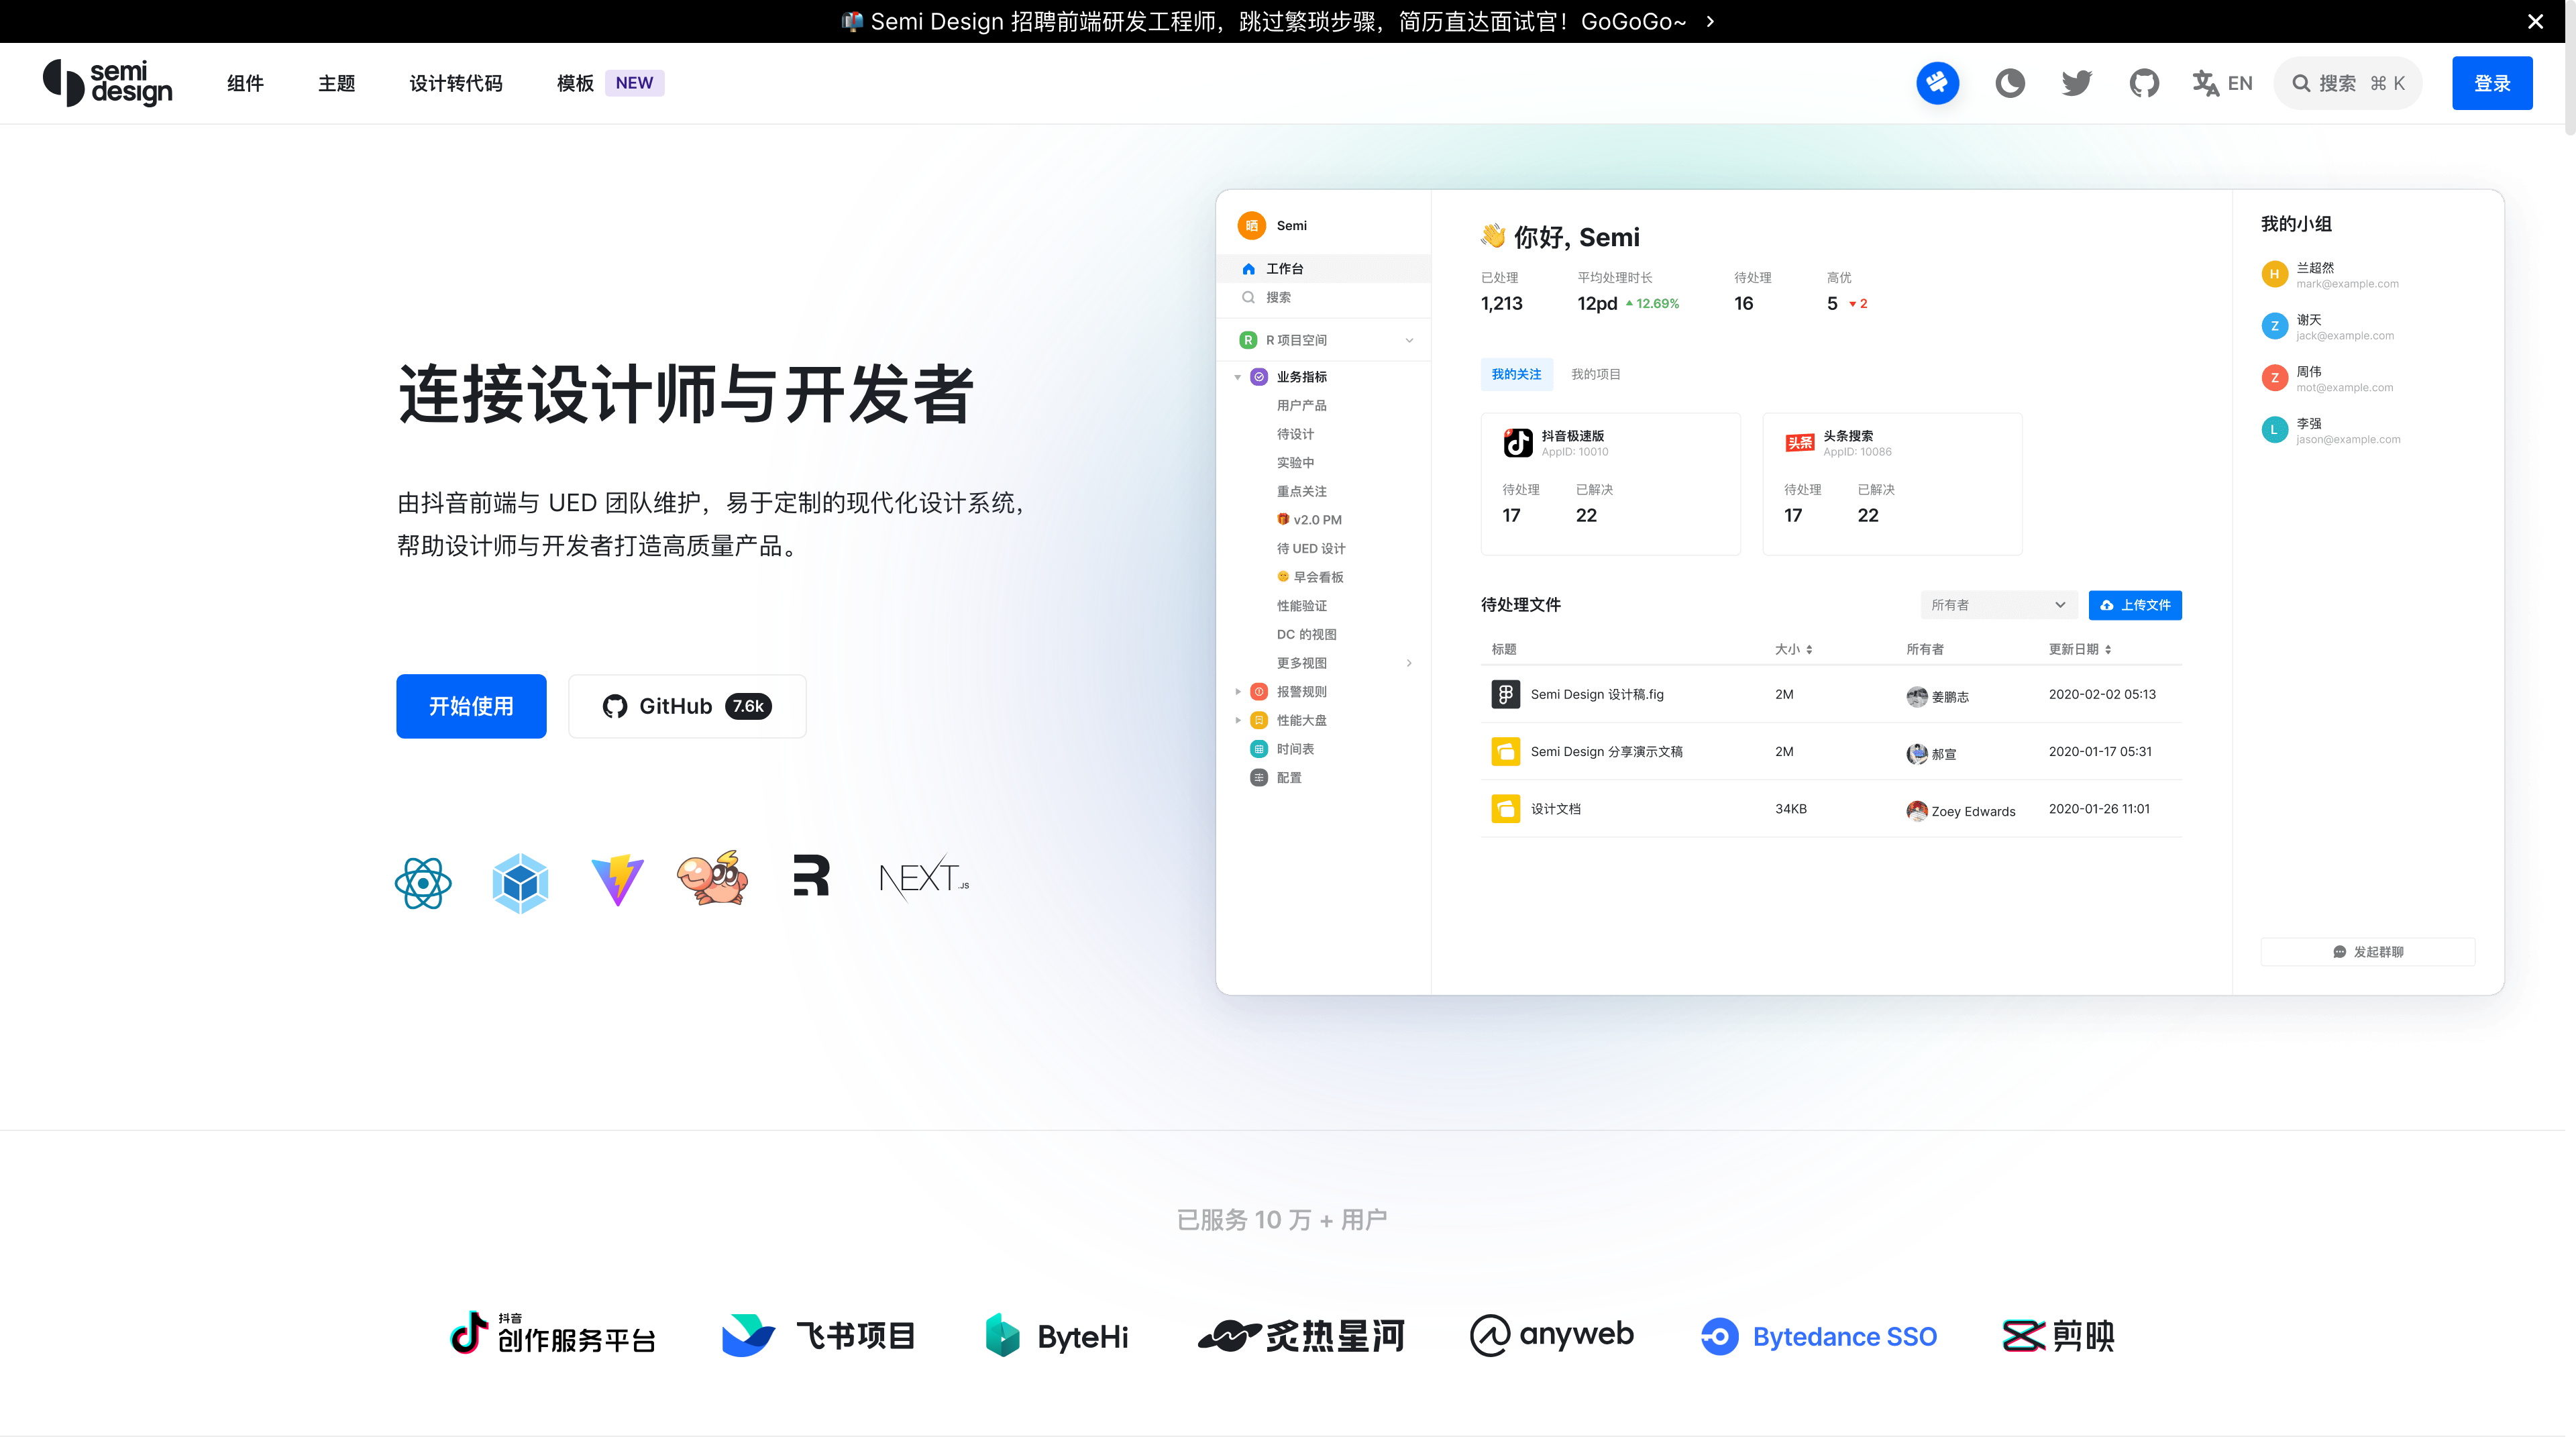 Semi Design 招聘前端研发工程师，跳过繁琐步骤，简历直达面试官！GoGoGo~
semi design
组件
主题
设计转代码
模板 NEW
EN
搜索 ⌘ K
登录
连接设计师与开发者
由抖音前端与 UED 团队维护，易于定制的现代化设计系统，
帮助设计师与开发者打造高质量产品。
开始使用
GitHub 7.6k
NEXT.JS
晒 Semi
工作台
搜索
R R 项目空间
业务指标
用户产品
待设计
实验中
重点关注
v2.0 PM
待 UED 设计
早会看板
性能验证
DC 的视图
更多视图
报警规则
性能大盘
时间表
配置
👋 你好, Semi
已处理 平均处理时长 待处理 高优
1,213 12pd 12.69% 16 5 2
我的关注 我的项目
抖音极速版
AppID: 10010
待处理 已解决
17 22
头条
头条搜索
AppID: 10086
待处理 已解决
17 22
待处理文件 所有者 上传文件
标题 大小 所有者 更新日期
Semi Design 设计稿.fig 2M 姜鹏志 2020-02-02 05:13
Semi Design 分享演示文稿 2M 郝宣 2020-01-17 05:31
设计文档 34KB Zoey Edwards 2020-01-26 11:01
我的小组
H 兰超然
mark@example.com
Z 谢天
jack@example.com
Z 周伟
mot@example.com
L 李强
jason@example.com
发起群聊
已服务 10 万 + 用户
抖音
创作服务平台
飞书项目
ByteHi
炙热星河
anyweb
Bytedance SSO
剪映